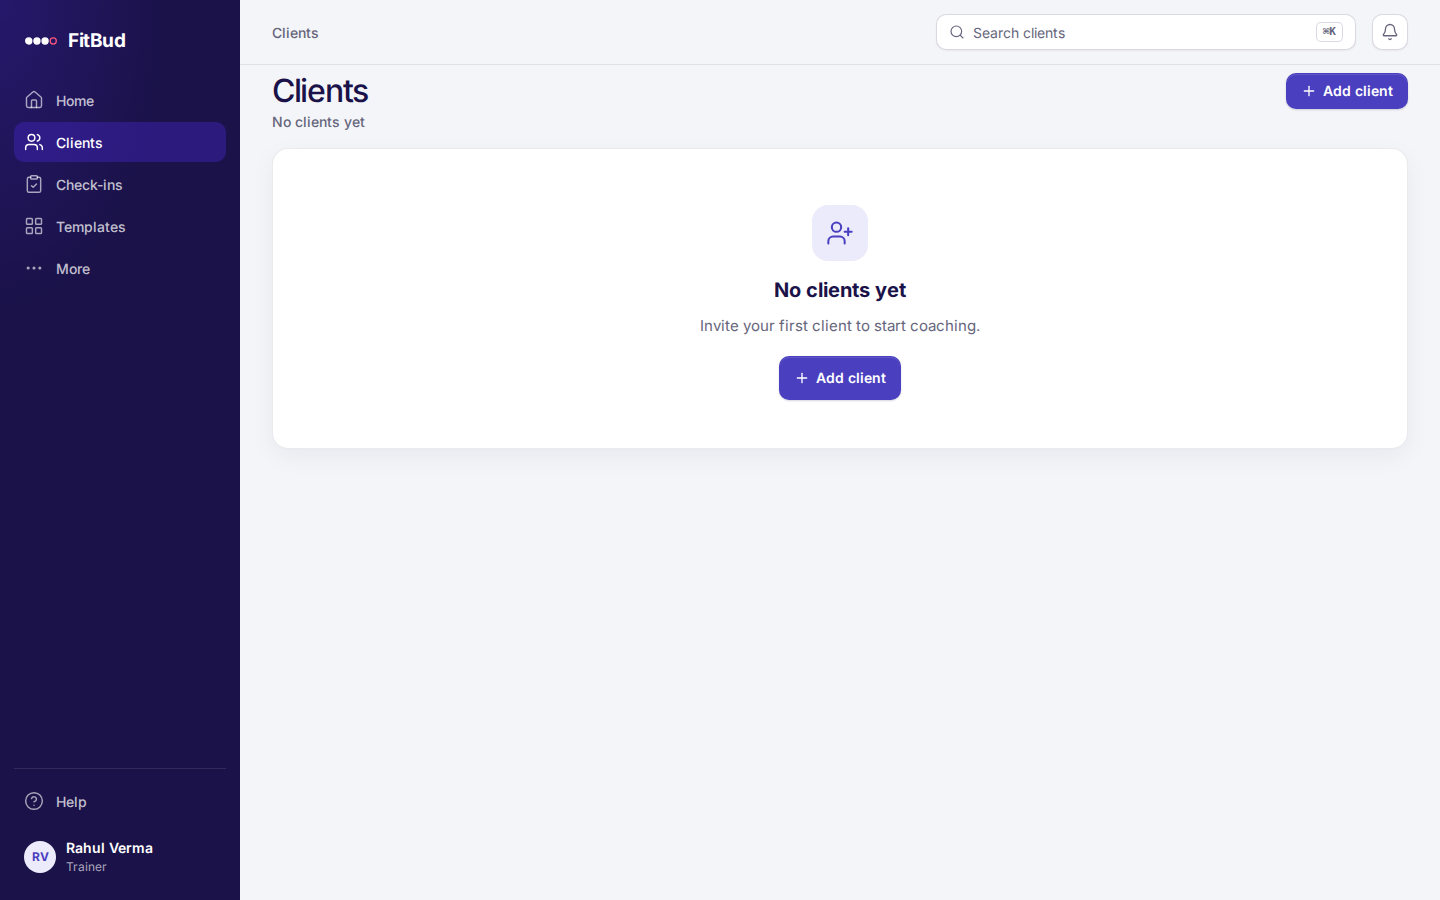 FitBud
Home
Clients
Check-ins
Templates
More
Help
RV
Rahul Verma
Trainer
Clients
Search clients
⌘K
Clients
No clients yet
Add client
No clients yet
Invite your first client to start coaching.
Add client